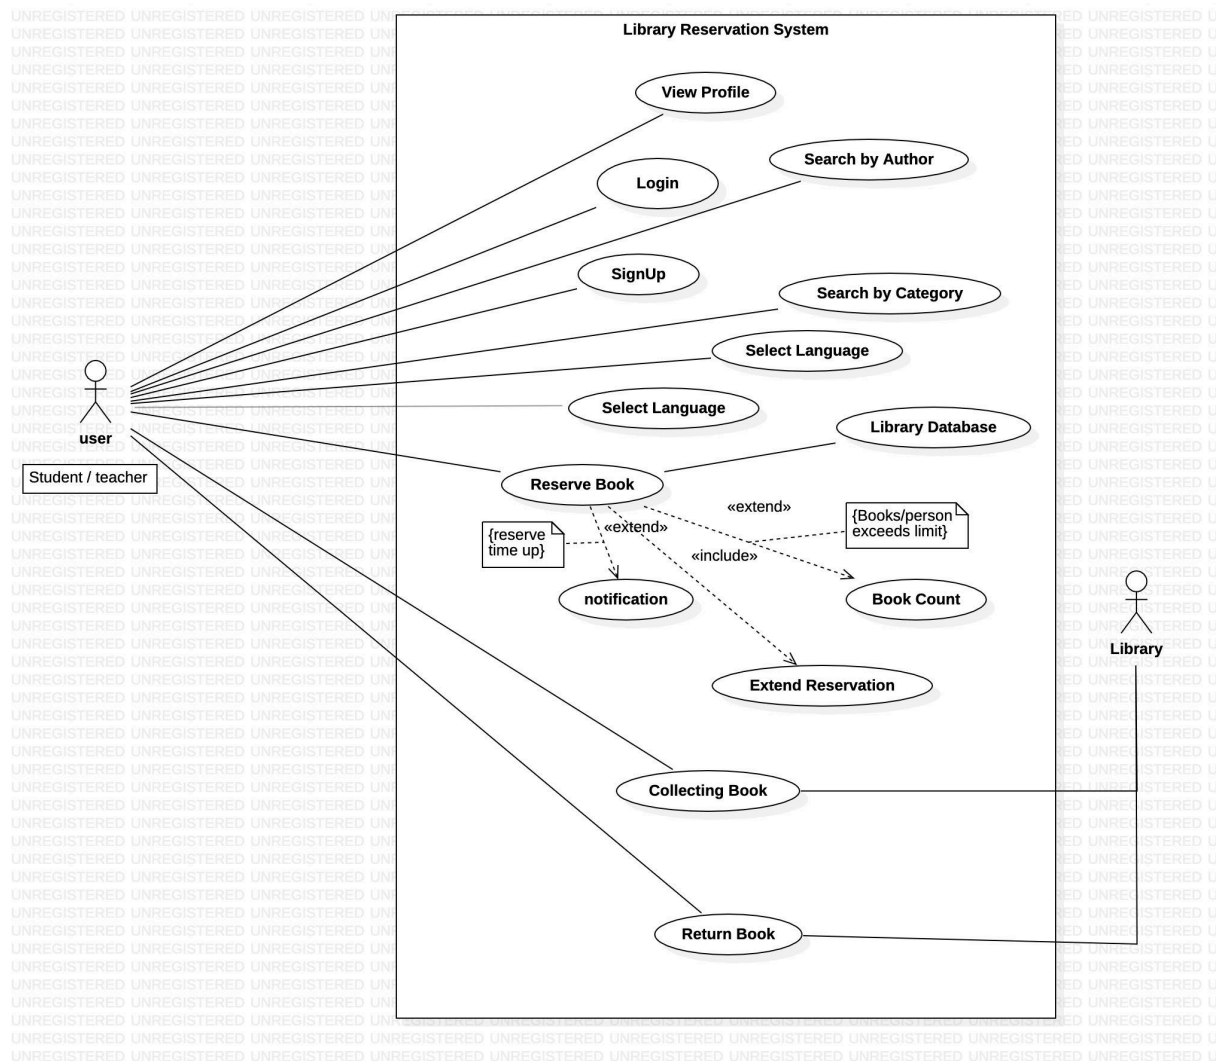 Library Reservation System
View Profile
Search by Author
Login
SignUp
Search by Category
Select Language
Select Language
Library Database
user
Student / teacher
Reserve Book
«extend»
{Books/person
exceeds limit}
{reserve
time up}
«extend»
«include»
notification
Book Count
Library
Extend Reservation
Collecting Book
Return Book
UNREGISTERED